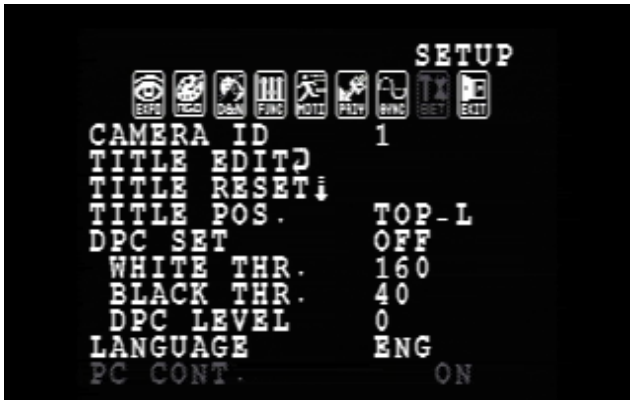 SETUP
EXPO D&N FUNC MOTI PRIV SYNC SET EXIT
CAMERA ID 1
TITLE EDIT
TITLE RESET
TITLE POS. TOP-L
DPC SET OFF
WHITE THR. 160
BLACK THR. 40
DPC LEVEL 0
LANGUAGE ENG
PC CONT. ON